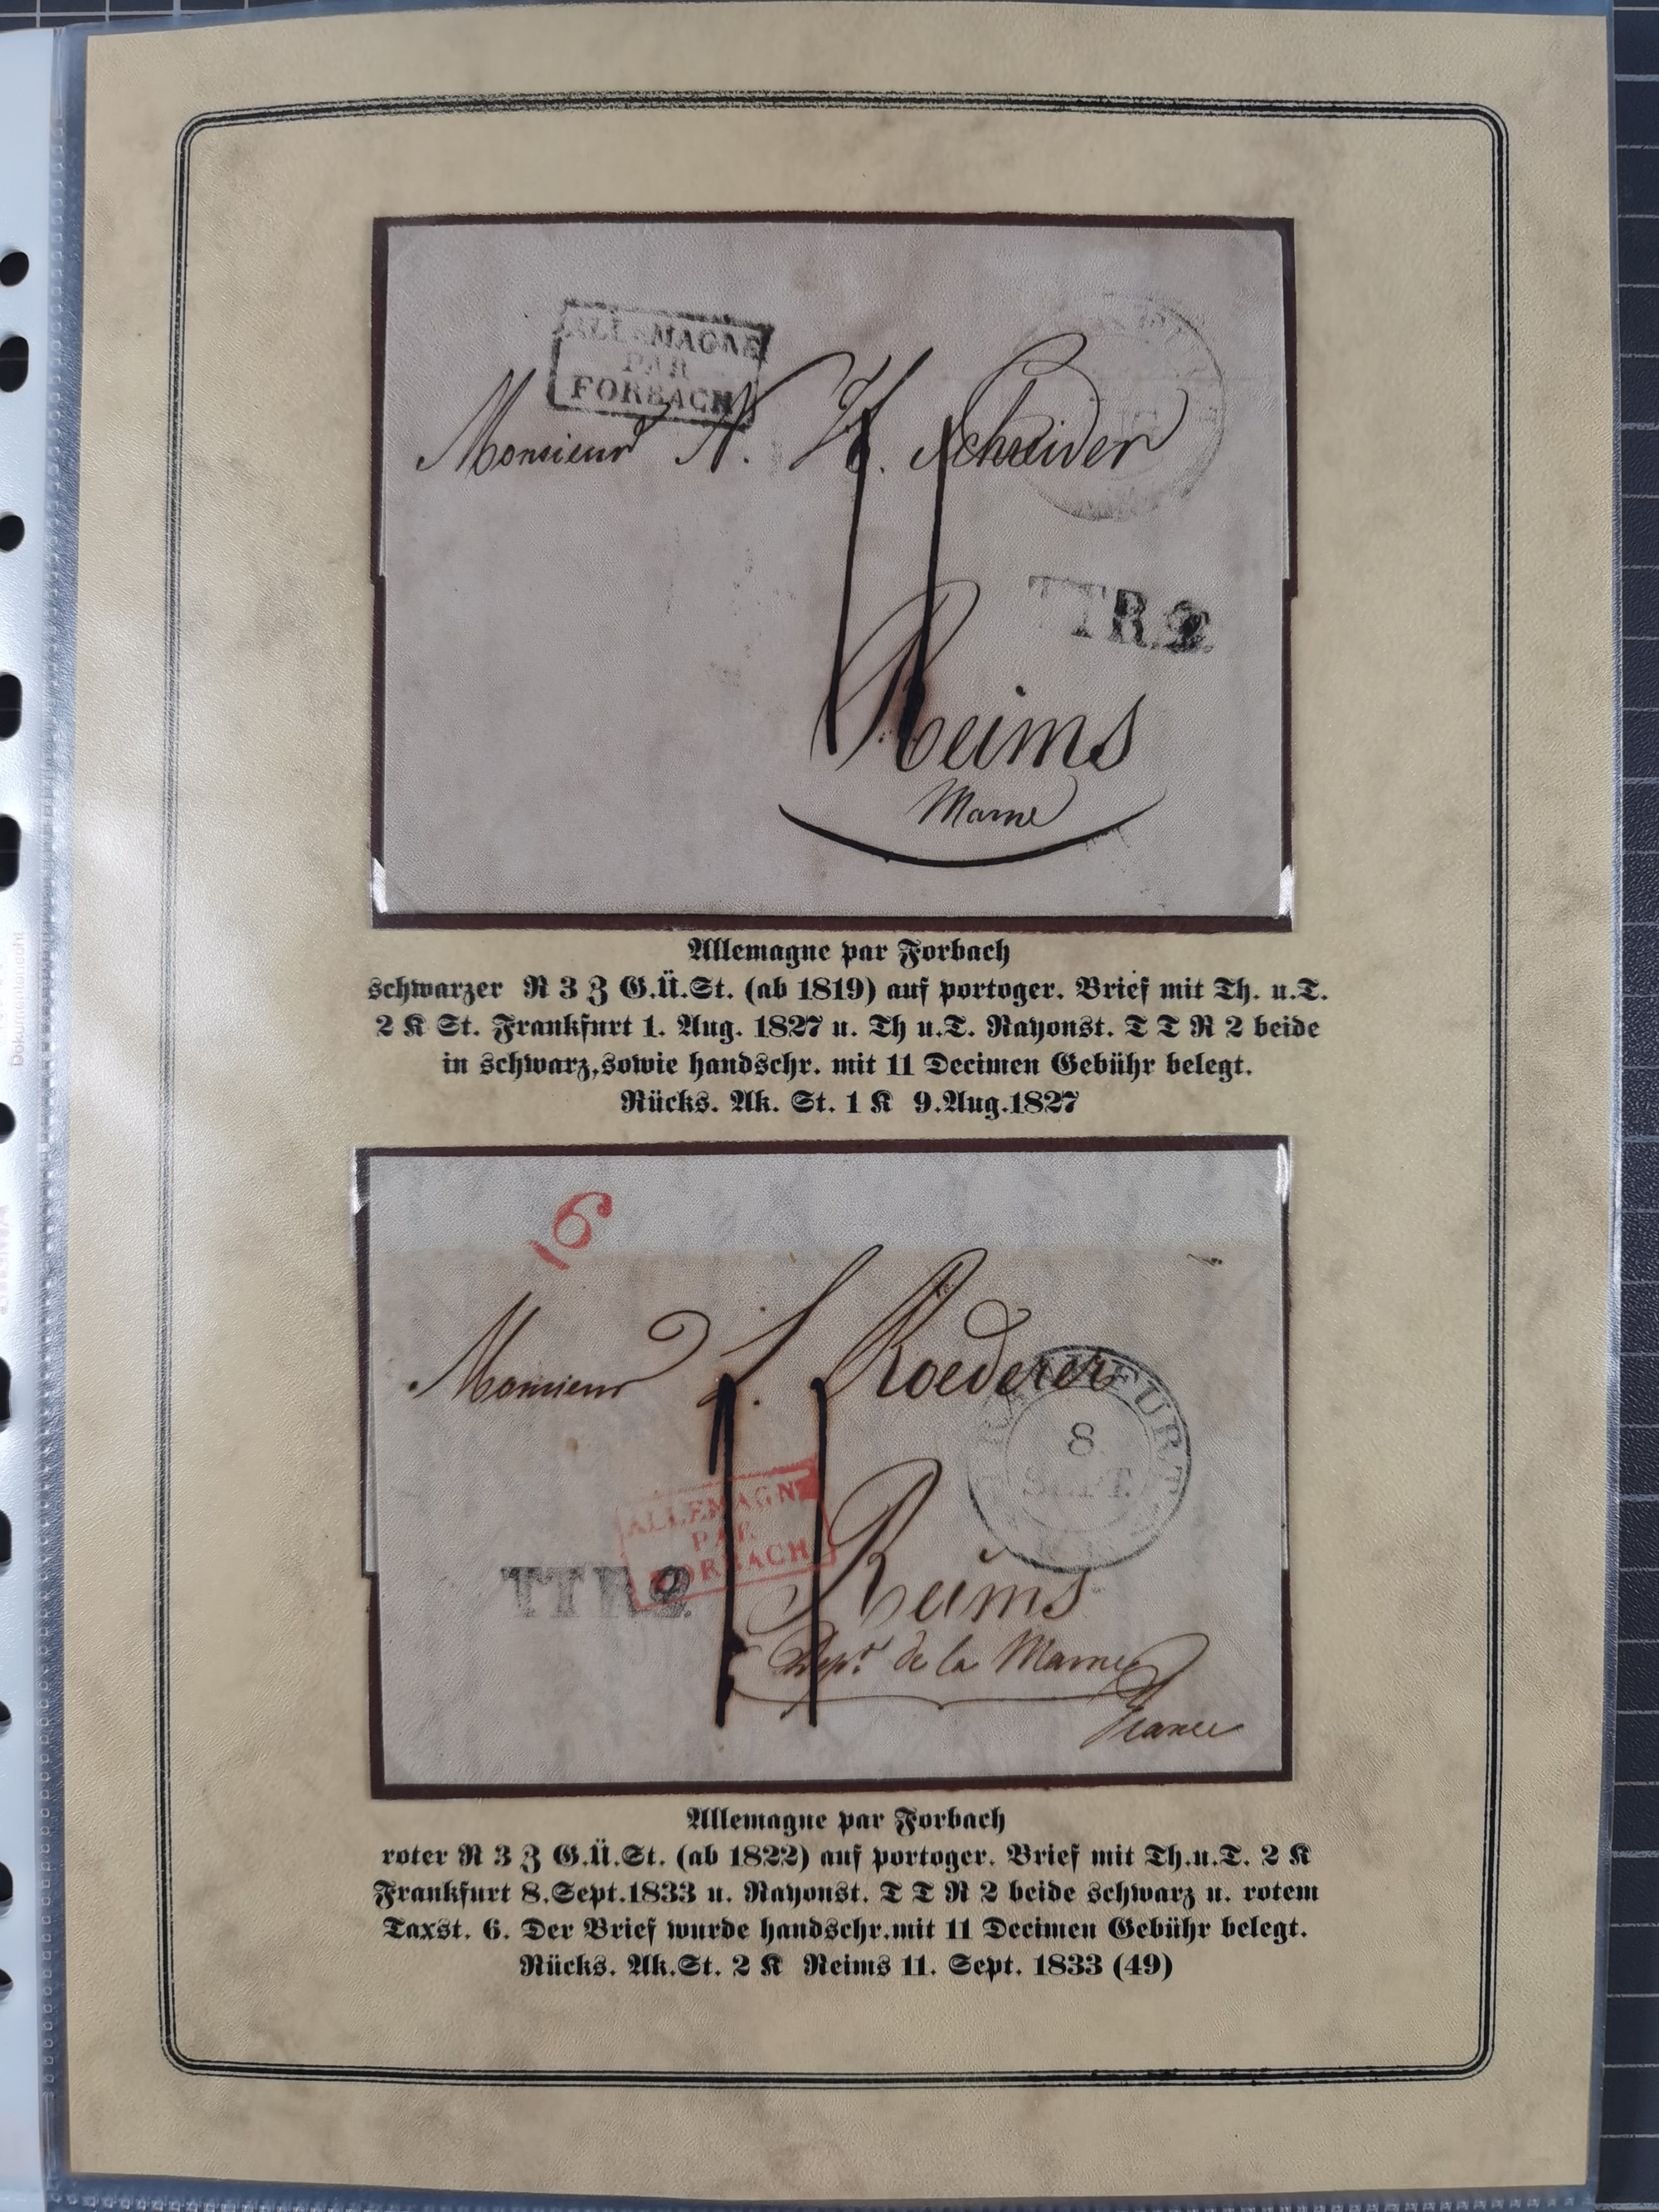 ALLEMAGNE
PAR
FORBACH
Monsieur N. H. Schneider
TT.R.2.
Reims
Marne
Allemagne par Forbach
schwarzer R 3 Z G.Ü.St. (ab 1819) auf portoger. Brief mit Th. u.T.
2 K St. Frankfurt 1. Aug. 1827 u. Th u.T. Rayonst. T T R 2 beide
in schwarz,sowie handschr. mit 11 Decimen Gebühr belegt.
Rücks. Ak. St. 1 K 9.Aug.1827
6
Monsieur L. Roederer
FRANKFURT
8
SEPT.
11
ALLEMAGNE
PAR
FORBACH
TT R.2.
Reims
Dept. de la Marne
France
Allemagne par Forbach
roter R 3 Z G.Ü.St. (ab 1822) auf portoger. Brief mit Th.u.T. 2 K
Frankfurt 8.Sept.1833 u. Rayonst. T T R 2 beide schwarz u. rotem
Taxst. 6. Der Brief wurde handschr.mit 11 Decimen Gebühr belegt.
Rücks. Ak.St. 2 K Reims 11. Sept. 1833 (49)